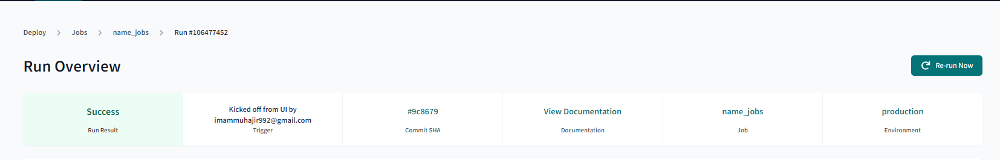 Deploy > Jobs > name_jobs > Run #106477452
Run Overview
Re-run Now
Success
Run Result
Kicked off from UI by
imammuhajir992@gmail.com
Trigger
#9c8679
Commit SHA
View Documentation
Documentation
name_jobs
Job
production
Environment